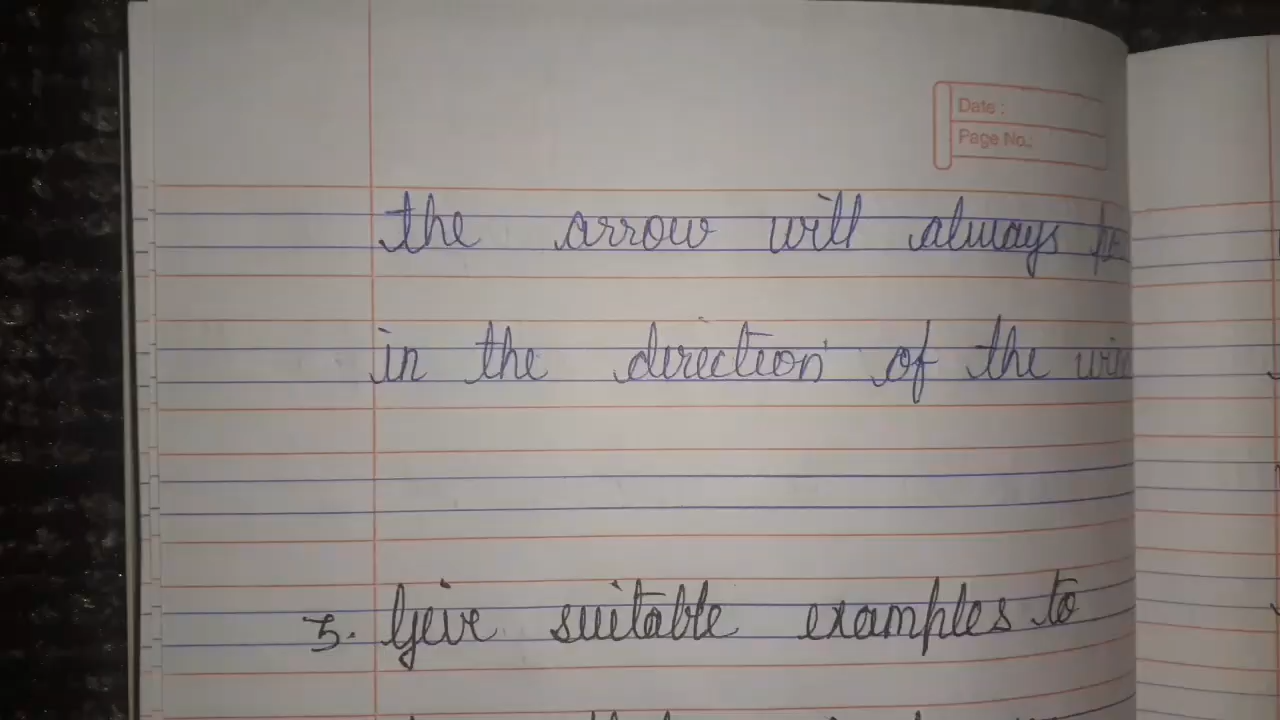 Date :
Page No.:
the arrow will always
in the direction of the
5. Give suitable examples to